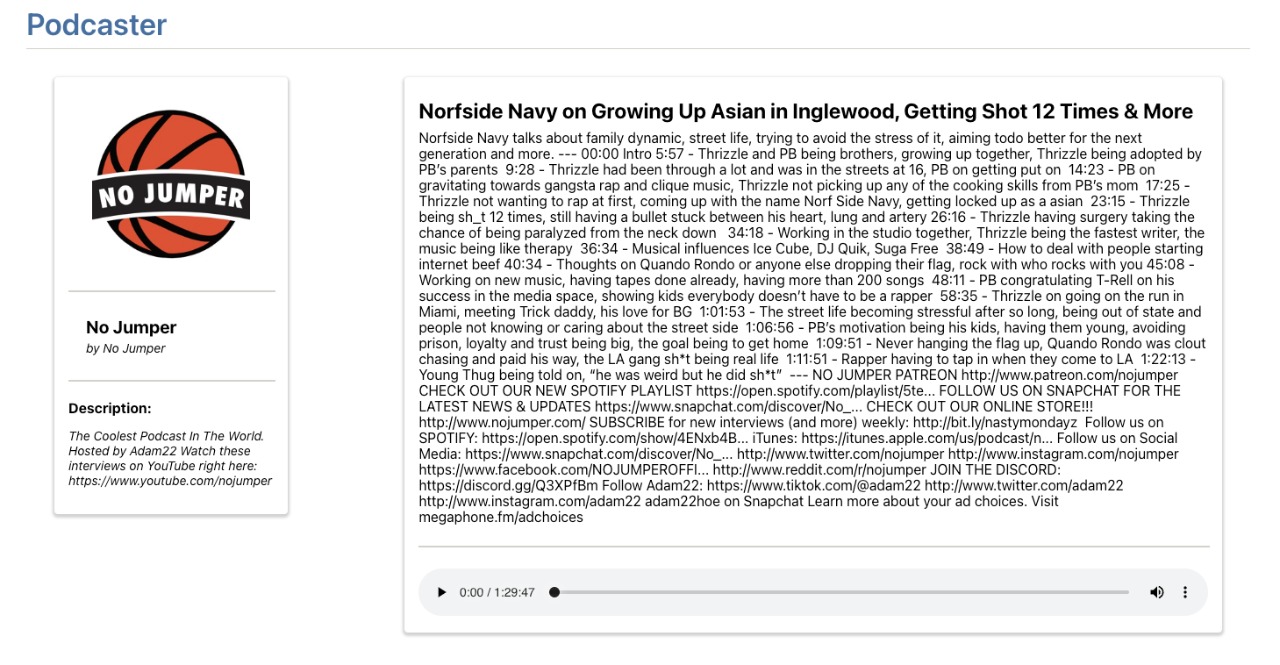 Podcaster
NO JUMPER
No Jumper
by No Jumper
Description:
The Coolest Podcast In The World.
Hosted by Adam22 Watch these
interviews on YouTube right here:
https://www.youtube.com/nojumper
Norfside Navy on Growing Up Asian in Inglewood, Getting Shot 12 Times & More
Norfside Navy talks about family dynamic, street life, trying to avoid the stress of it, aiming todo better for the next
generation and more. --- 00:00 Intro 5:57 - Thrizzle and PB being brothers, growing up together, Thrizzle being adopted by
PB’s parents  9:28 - Thrizzle had been through a lot and was in the streets at 16, PB on getting put on  14:23 - PB on
gravitating towards gangsta rap and clique music, Thrizzle not picking up any of the cooking skills from PB’s mom  17:25 -
Thrizzle not wanting to rap at first, coming up with the name Norf Side Navy, getting locked up as a asian  23:15 - Thrizzle
being sh_t 12 times, still having a bullet stuck between his heart, lung and artery 26:16 - Thrizzle having surgery taking the
chance of being paralyzed from the neck down   34:18 - Working in the studio together, Thrizzle being the fastest writer, the
music being like therapy  36:34 - Musical influences Ice Cube, DJ Quik, Suga Free  38:49 - How to deal with people starting
internet beef 40:34 - Thoughts on Quando Rondo or anyone else dropping their flag, rock with who rocks with you 45:08 -
Working on new music, having tapes done already, having more than 200 songs  48:11 - PB congratulating T-Rell on his
success in the media space, showing kids everybody doesn’t have to be a rapper  58:35 - Thrizzle on going on the run in
Miami, meeting Trick daddy, his love for BG  1:01:53 - The street life becoming stressful after so long, being out of state and
people not knowing or caring about the street side  1:06:56 - PB’s motivation being his kids, having them young, avoiding
prison, loyalty and trust being big, the goal being to get home  1:09:51 - Never hanging the flag up, Quando Rondo was clout
chasing and paid his way, the LA gang sh*t being real life  1:11:51 - Rapper having to tap in when they come to LA  1:22:13 -
Young Thug being told on, “he was weird but he did sh*t”  --- NO JUMPER PATREON http://www.patreon.com/nojumper
CHECK OUT OUR NEW SPOTIFY PLAYLIST https://open.spotify.com/playlist/5te... FOLLOW US ON SNAPCHAT FOR THE
LATEST NEWS & UPDATES https://www.snapchat.com/discover/No_... CHECK OUT OUR ONLINE STORE!!!
http://www.nojumper.com/ SUBSCRIBE for new interviews (and more) weekly: http://bit.ly/nastymondayz  Follow us on
SPOTIFY: https://open.spotify.com/show/4ENxb4B... iTunes: https://itunes.apple.com/us/podcast/n... Follow us on Social
Media: https://www.snapchat.com/discover/No_... http://www.twitter.com/nojumper http://www.instagram.com/nojumper
https://www.facebook.com/NOJUMPEROFFI... http://www.reddit.com/r/nojumper JOIN THE DISCORD:
https://discord.gg/Q3XPfBm Follow Adam22: https://www.tiktok.com/@adam22 http://www.twitter.com/adam22
http://www.instagram.com/adam22 adam22hoe on Snapchat Learn more about your ad choices. Visit
megaphone.fm/adchoices
0:00 / 1:29:47